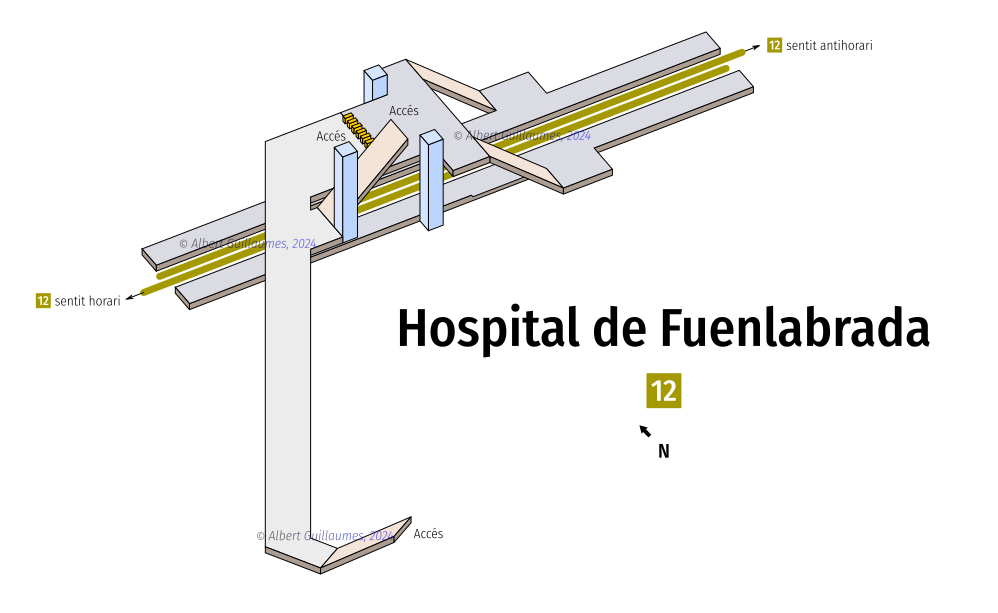 12 sentit antihorari
Accés
Accés
© Albert Guillaumes, 2024
© Albert Guillaumes, 2024
12 sentit horari
Hospital de Fuenlabrada
12
N
© Albert Guillaumes, 2024
Accés